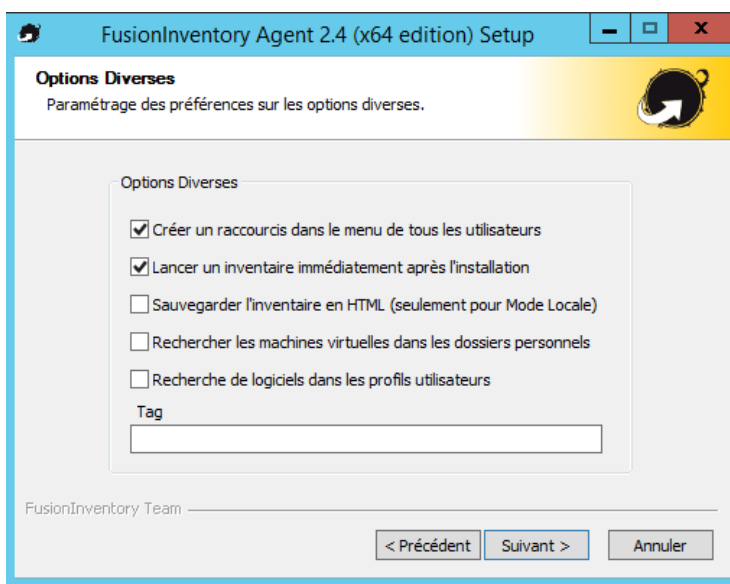 FusionInventory Agent 2.4 (x64 edition) Setup
Options Diverses
Paramétrage des préférences sur les options diverses.
Options Diverses
Créer un raccourcis dans le menu de tous les utilisateurs
Lancer un inventaire immédiatement après l'installation
Sauvegarder l'inventaire en HTML (seulement pour Mode Locale)
Rechercher les machines virtuelles dans les dossiers personnels
Recherche de logiciels dans les profils utilisateurs
Tag
FusionInventory Team
< Précédent Suivant > Annuler